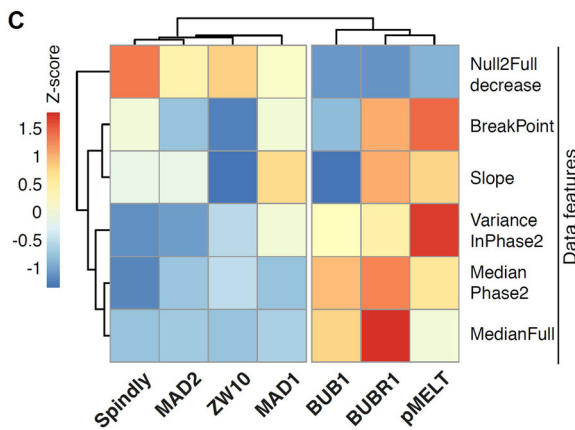 C
Z-score
1.5
1
0.5
0
-0.5
-1
Null2Full
decrease
BreakPoint
Slope
Variance
InPhase2
Median
Phase2
MedianFull
Data features
Spindly
MAD2
ZW10
MAD1
BUB1
BUBR1
pMELT